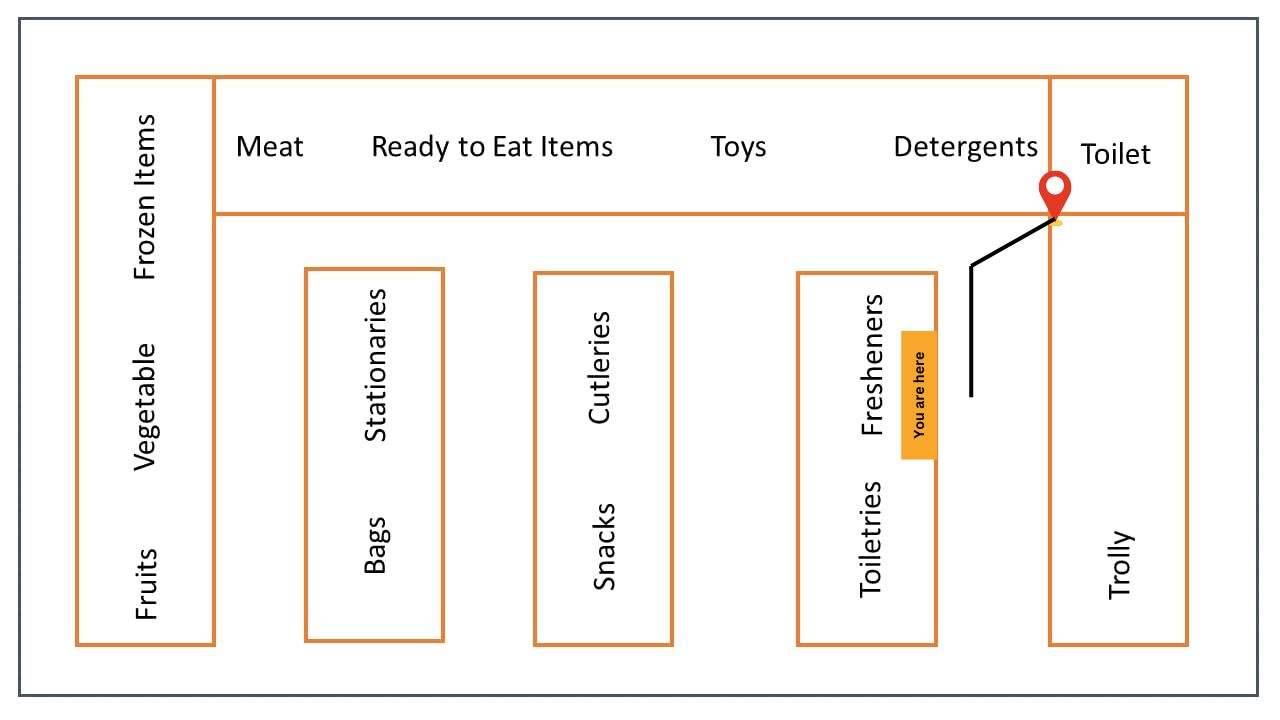 Meat
Ready to Eat Items
Toys
Detergents
Toilet
Frozen Items
Vegetable
Fruits
Stationaries
Bags
Cutleries
Snacks
Fresheners
Toiletries
You are here
Trolly